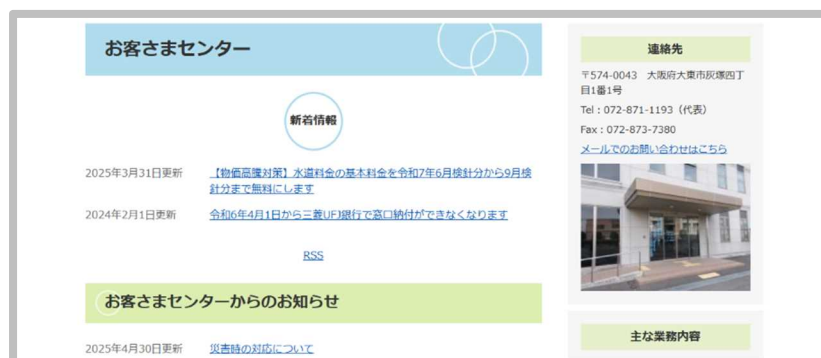 お客さまセンター
新着情報
2025年3月31日更新 【物価高騰対策】水道料金の基本料金を令和7年6月検針分から9月検
針分まで無料にします
2024年2月1日更新 令和6年4月1日から三菱UFJ銀行で窓口納付ができなくなります
RSS
お客さまセンターからのお知らせ
2025年4月30日更新 災害時の対応について
連絡先
〒574-0043 大阪府大東市灰塚四丁
目1番1号
Tel：072-871-1193（代表）
Fax：072-873-7380
メールでのお問い合わせはこちら
主な業務内容